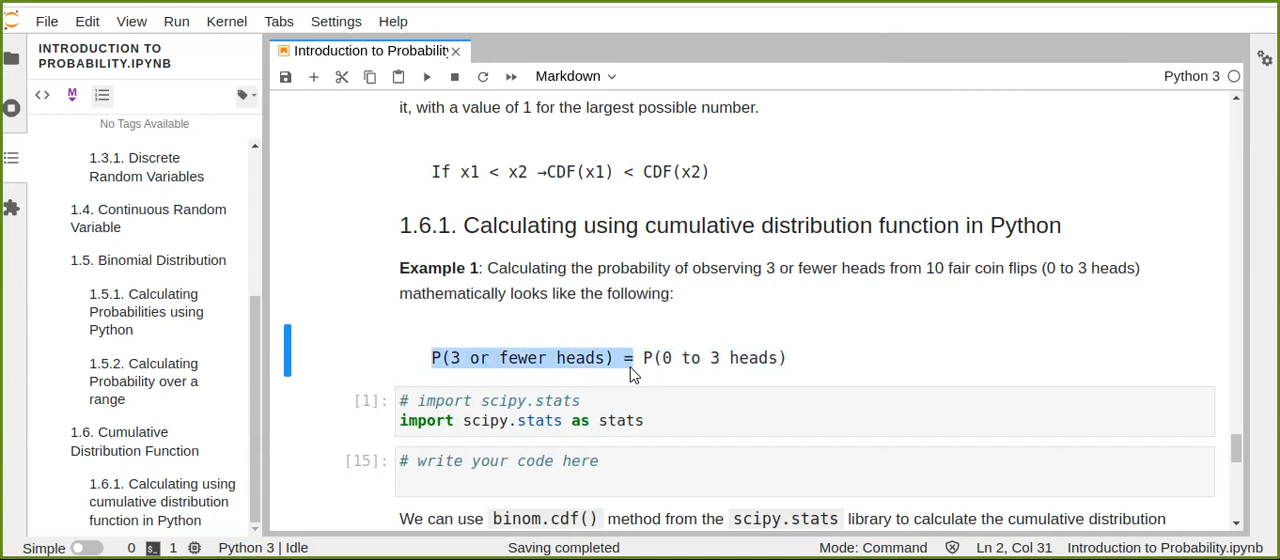 File Edit View Run Kernel Tabs Settings Help
INTRODUCTION TO
PROBABILITY.IPYNB
No Tags Available
1.3.1. Discrete
Random Variables
1.4. Continuous Random
Variable
1.5. Binomial Distribution
1.5.1. Calculating
Probabilities using
Python
1.5.2. Calculating
Probability over a
range
1.6. Cumulative
Distribution Function
1.6.1. Calculating using
cumulative distribution
function in Python
Introduction to Probability
Markdown
Python 3
it, with a value of 1 for the largest possible number.
If x1 < x2 →CDF(x1) < CDF(x2)
1.6.1. Calculating using cumulative distribution function in Python
Example 1: Calculating the probability of observing 3 or fewer heads from 10 fair coin flips (0 to 3 heads)
mathematically looks like the following:
P(3 or fewer heads) = P(0 to 3 heads)
[1]: # import scipy.stats
import scipy.stats as stats
[15]: # write your code here
We can use binom.cdf() method from the scipy.stats library to calculate the cumulative distribution
Simple 0 1 Python 3 | Idle Saving completed Mode: Command Ln 2, Col 31 Introduction to Probability.ipynb